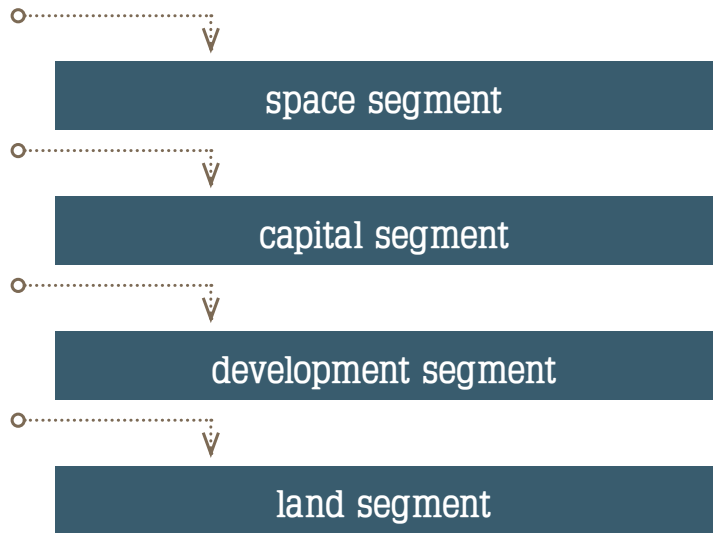 space segment
capital segment
development segment
land segment